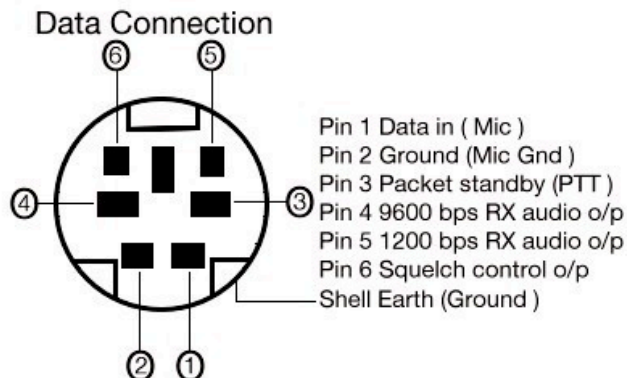 Data Connection
6 5
Pin 1 Data in ( Mic )
Pin 2 Ground (Mic Gnd )
Pin 3 Packet standby (PTT )
4 3
Pin 4 9600 bps RX audio o/p
Pin 5 1200 bps RX audio o/p
Pin 6 Squelch control o/p
Shell Earth (Ground )
2 1